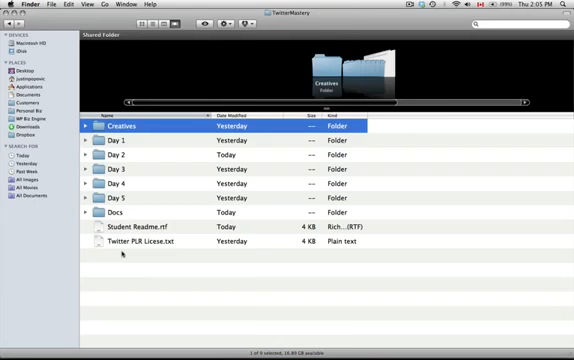 Finder File Edit View Go Window Help
(99%) Thu 2:05 PM
TwitterMastery
Shared Folder
DEVICES
Macintosh HD
iDisk
PLACES
Desktop
justinpopovic
Applications
Documents
Customers
Personal Biz
WP Biz Engine
Downloads
Dropbox
SEARCH FOR
Today
Yesterday
Past Week
All Images
All Movies
All Documents
Creatives
Folder
Name Date Modified Size Kind
Creatives Yesterday -- Folder
Day 1 Yesterday -- Folder
Day 2 Today -- Folder
Day 3 Yesterday -- Folder
Day 4 Yesterday -- Folder
Day 5 Yesterday -- Folder
Docs Today -- Folder
Student Readme.rtf Today 4 KB Rich...(RTF)
Twitter PLR Licese.txt Yesterday 4 KB Plain text
1 of 9 selected, 16.89 GB available